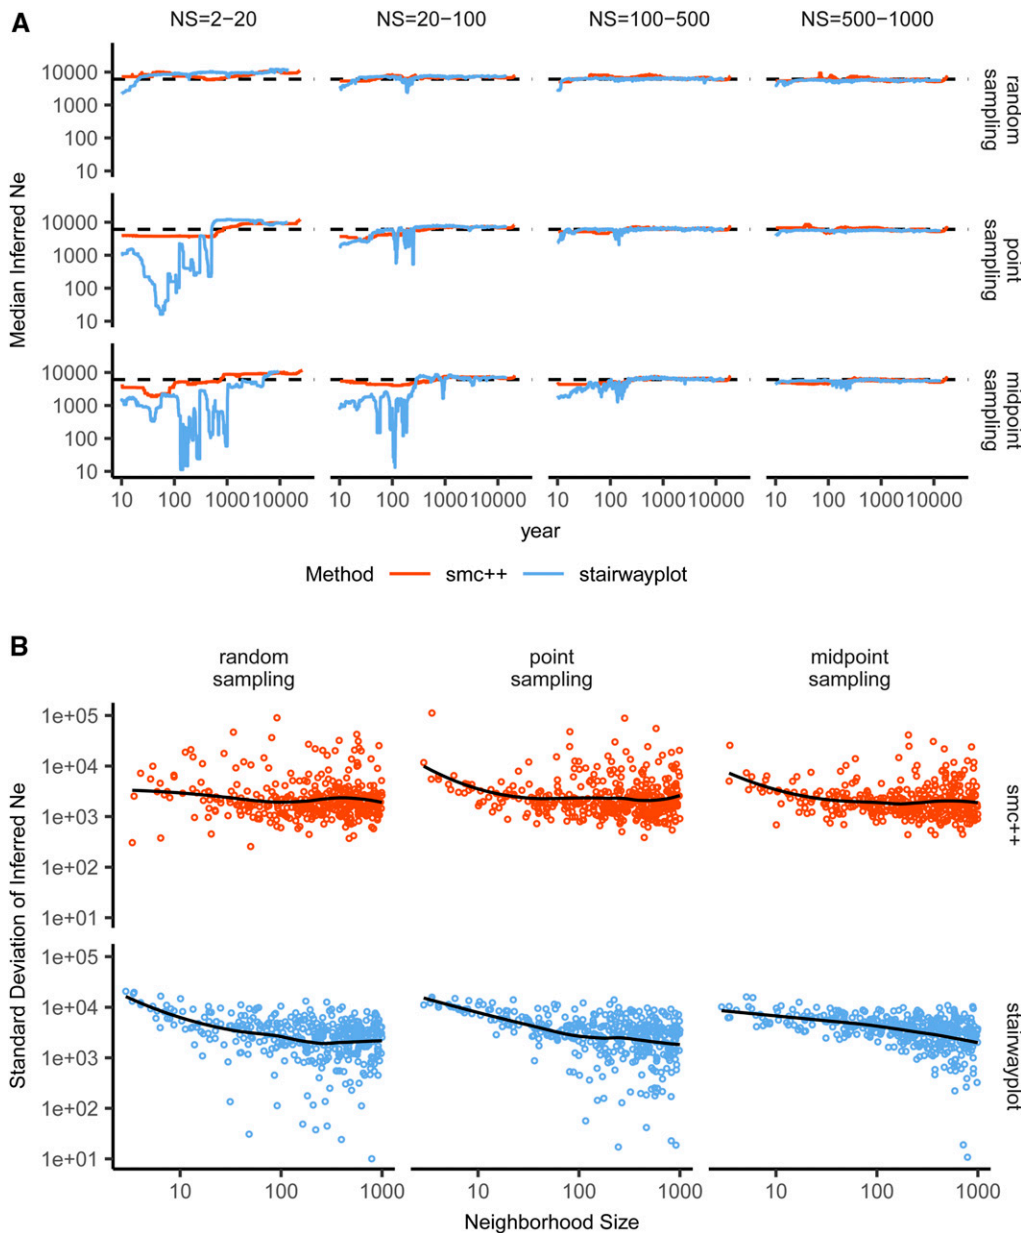 A
NS=2−20 NS=20−100 NS=100−500 NS=500−1000
Median Inferred Ne
10000
1000
100
10
random
sampling
10000
1000
100
10
point
sampling
10000
1000
100
10
midpoint
sampling
10 100 1000 10000 10 100 1000 10000 10 100 1000 10000 10 100 1000 10000
year
Method smc++ stairwayplot
B
random
sampling
point
sampling
midpoint
sampling
Standard Deviation of Inferred Ne
1e+05
1e+04
1e+03
1e+02
1e+01
smc++
1e+05
1e+04
1e+03
1e+02
1e+01
stairwayplot
10 100 1000 10 100 1000 10 100 1000
Neighborhood Size